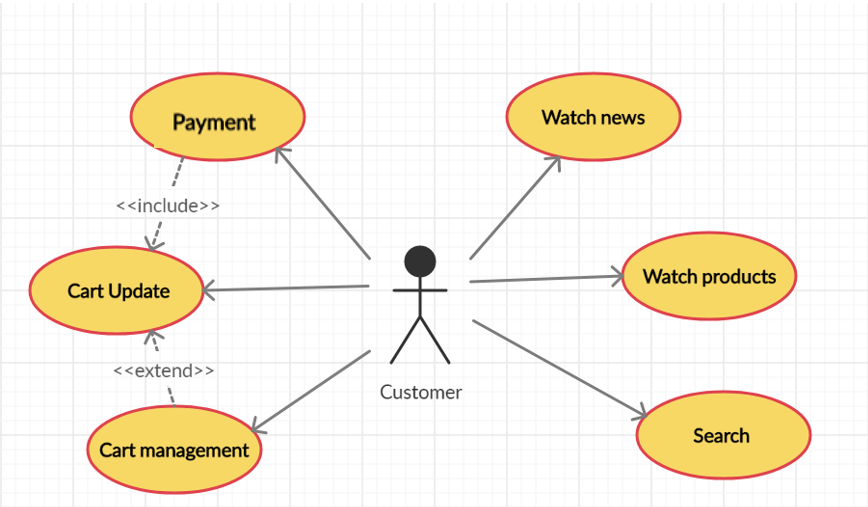 Payment
Watch news
<<include>>
Cart Update
Watch products
<<extend>>
Customer
Cart management
Search